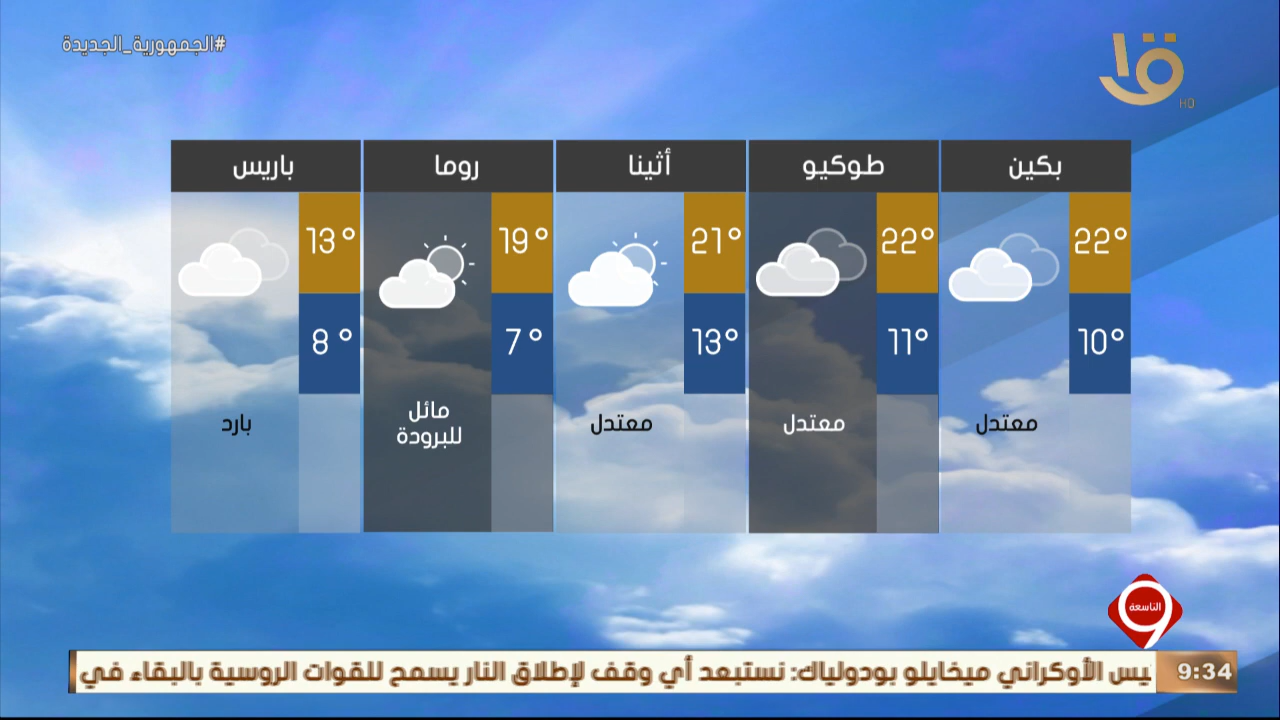 #الجمهورية_الجديدة
HD
بكين
22°
10°
معتدل
طوكيو
22°
11°
معتدل
أثينا
21°
13°
معتدل
روما
19°
7°
مائل
للبرودة
باريس
13°
8°
بارد
التاسعة
9
9:34
يس الأوكراني ميخايلو بودولياك: نستبعد أي وقف لإطلاق النار يسمح للقوات الروسية بالبقاء في